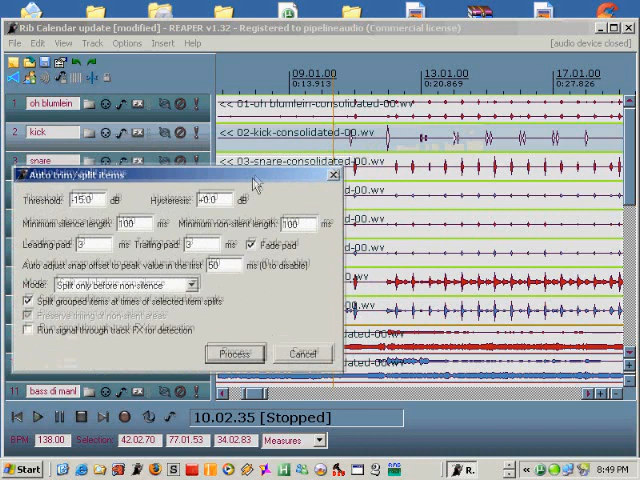 Rib Calendar update [modified] - REAPER v1.32 - Registered to pipelineaudio (Commercial license)
File Edit View Track Options Insert Help [audio device closed]
09.01.00 13.01.00 17.01.00
0:13.913 0:20.869 0:27.826
1 oh blumlein << 01-oh blumlein-consolidated-00.wv
2 kick << 02-kick-consolidated-00.wv
3 snare << 03-snare-consolidated-00.wv
Auto trim/split items
Threshold: -15.0 dB Hysteresis: +0.0 dB
Minimum silence length: 100 Minimum non-silent length: 100 ms
Leading pad: 3 ms Trailing pad: 3 ms Fade pad
Auto adjust snap offset to peak value in the first 50 ms (0 to disable)
Mode: Split only before non-silence
Split grouped items at times of selected item splits
Preserve timing of non-silent areas
Run signal through track FX for detection
Process Cancel
11 bass di manl
10.02.35 [Stopped]
BPM: 138.00 Selection: 42.02.70 77.01.53 34.02.83 Measures
Start R. 8:49 PM